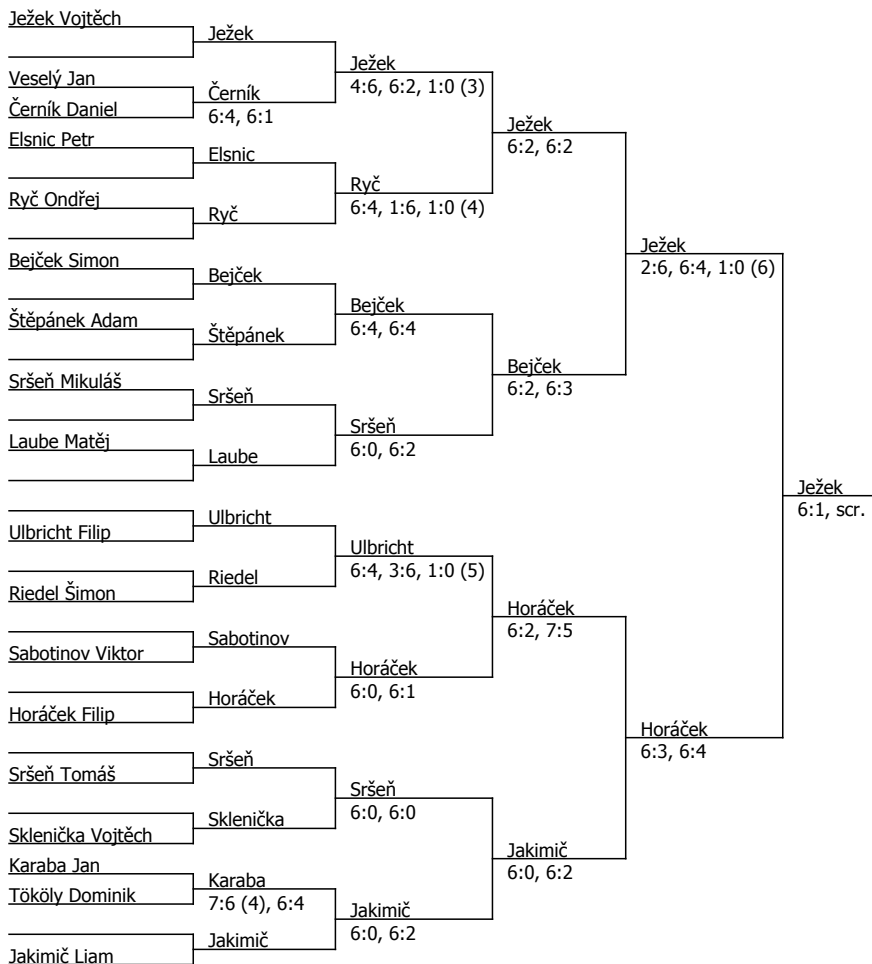 Ježek Vojtěch
Ježek
Ježek
4:6, 6:2, 1:0 (3)
Veselý Jan
Černík
6:4, 6:1
Černík Daniel
Ježek
6:2, 6:2
Elsnic Petr
Elsnic
Ryč
6:4, 1:6, 1:0 (4)
Ryč Ondřej
Ryč
Ježek
2:6, 6:4, 1:0 (6)
Bejček Simon
Bejček
Bejček
6:4, 6:4
Štěpánek Adam
Štěpánek
Bejček
6:2, 6:3
Sršeň Mikuláš
Sršeň
Sršeň
6:0, 6:2
Laube Matěj
Laube
Ježek
6:1, scr.
Ulbricht
Ulbricht Filip
Ulbricht
6:4, 3:6, 1:0 (5)
Riedel
Riedel Šimon
Horáček
6:2, 7:5
Sabotinov
Sabotinov Viktor
Horáček
6:0, 6:1
Horáček
Horáček Filip
Horáček
6:3, 6:4
Sršeň
Sršeň Tomáš
Sršeň
6:0, 6:0
Sklenička
Sklenička Vojtěch
Jakimič
6:0, 6:2
Karaba Jan
Karaba
7:6 (4), 6:4
Tököly Dominik
Jakimič
6:0, 6:2
Jakimič
Jakimič Liam